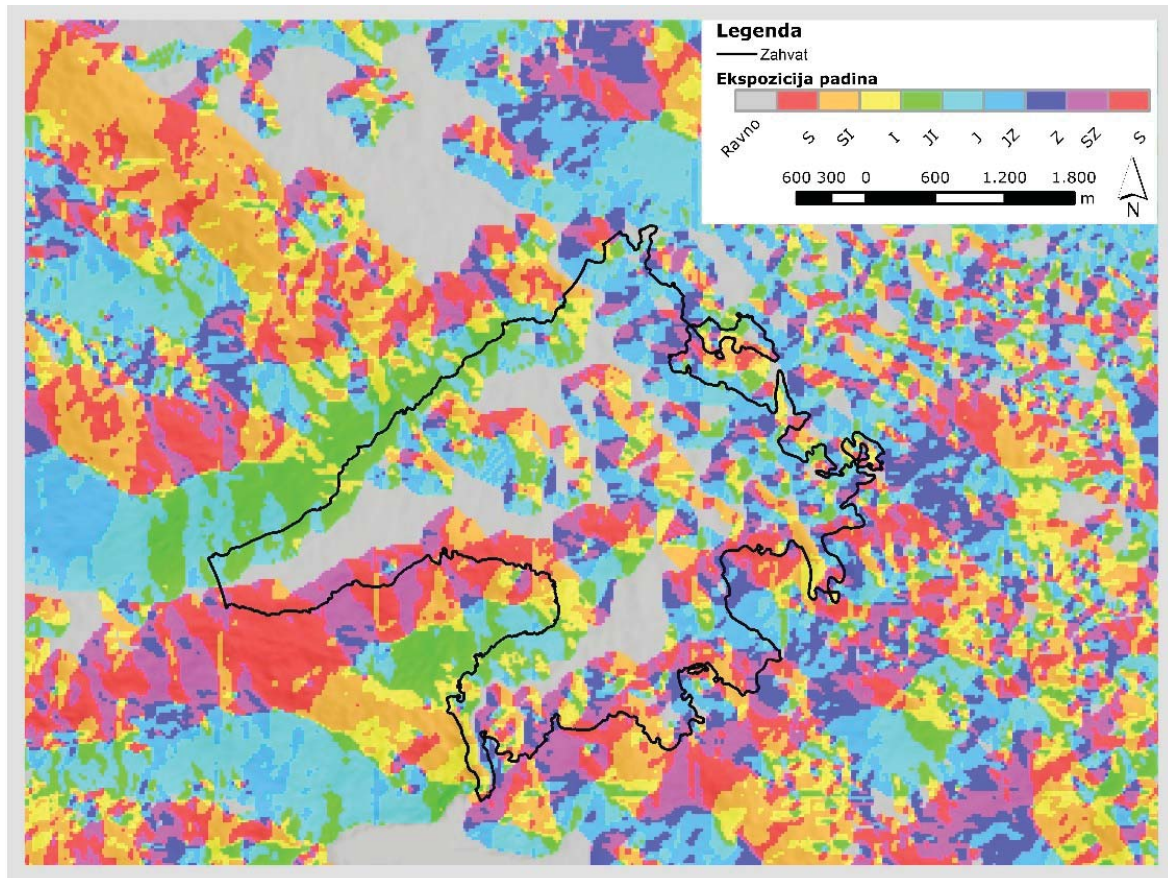 Legenda
Zahvat
Ekspozicija padina
Ravno S SI I JI J JZ Z SZ S
600 300 0 600 1.200 1.800
m
N